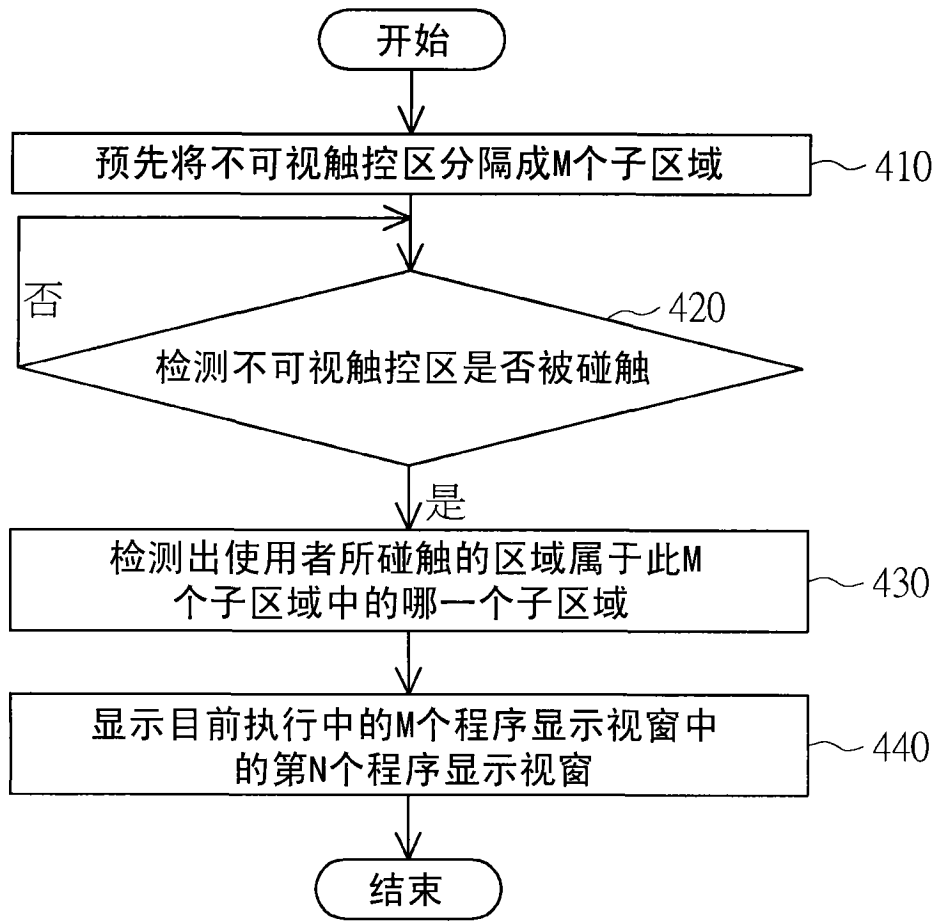 开始
预先将不可视触控区分隔成M个子区域
410
否
420
检测不可视触控区是否被碰触
是
检测出使用者所碰触的区域属于此M
个子区域中的哪一个子区域
430
显示目前执行中的M个程序显示视窗中
的第N个程序显示视窗
440
结束